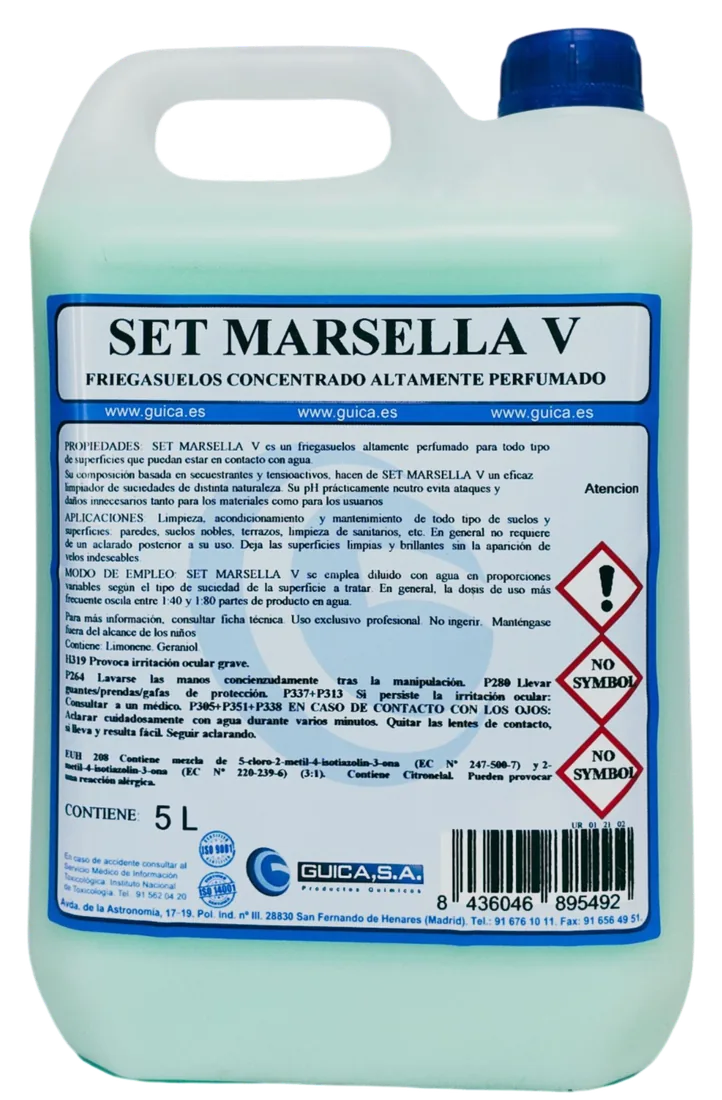 SET MARSELLA V
FRIEGASUELOS CONCENTRADO ALTAMENTE PERFUMADO
www.guica.es www.guica.es www.guica.es
PROPIEDADES: SET MARSELLA V es un friegasuelos altamente perfumado para todo tipo
de superficies que puedan estar en contacto con agua.
Su composición basada en secuestrantes y tensioactivos, hacen de SET MARSELLA V un eficaz
limpiador de suciedades de distinta naturaleza. Su pH prácticamente neutro evita ataques y
daños innecesarios tanto para los materiales como para los usuarios
APLICACIONES: Limpieza, acondicionamiento y mantenimiento de todo tipo de suelos y
superficies: paredes, suelos nobles, terrazos, limpieza de sanitarios, etc. En general no requiere
de un aclarado posterior a su uso. Deja las superficies limpias y brillantes sin la aparición de
velos indeseables.
MODO DE EMPLEO: SET MARSELLA V se emplea diluido con agua en proporciones
variables según el tipo de suciedad de la superficie a tratar. En general, la dosis de uso más
frecuente oscila entre 1:40 y 1:80 partes de producto en agua.
Para más información, consultar ficha técnica. Uso exclusivo profesional. No ingerir. Manténgase
fuera del alcance de los niños
Contiene: Limonene. Geraniol.
H319 Provoca irritación ocular grave.
P264 Lavarse las manos concienzudamente tras la manipulación. P280 Llevar
guantes/prendas/gafas de protección. P337+P313 Si persiste la irritación ocular:
Consultar a un médico. P305+P351+P338 EN CASO DE CONTACTO CON LOS OJOS:
Aclarar cuidadosamente con agua durante varios minutos. Quitar las lentes de contacto,
si lleva y resulta fácil. Seguir aclarando.
EUH 208 Contiene mezcla de 5-cloro-2-metil-4-isotiazolin-3-ona (EC Nº 247-500-7) y 2-
metil-4-isotiazolin-3-ona (EC Nº 220-239-6) (3:1). Contiene Citronelal. Pueden provocar
una reacción alérgica.
Atencion
!
NO
SYMBOL
NO
SYMBOL
CONTIENE: 5 L
En caso de accidente consultar al
Servicio Médico de Información
Toxicológica. Instituto Nacional
de Toxicología. Tel. 91 562 04 20
ISO 9001
ISO 14001
GUICA,S.A.
Productos Químicos
UR 01 21 02
8 436046 895492
Avda. de la Astronomía, 17-19. Pol. Ind. nº III. 28830 San Fernando de Henares (Madrid). Tel.: 91 676 10 11. Fax: 91 656 49 51.